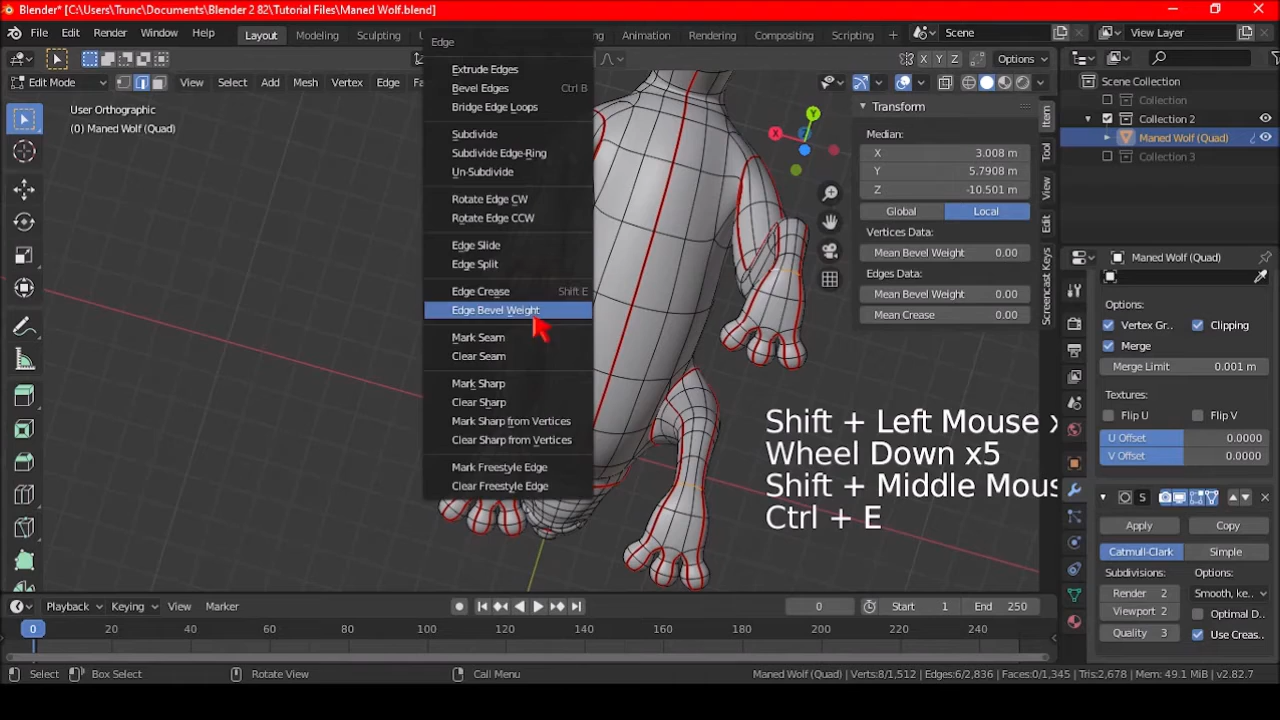 Blender* [C:\Users\Trunc\Documents\Blender 2 82\Tutorial Files\Maned Wolf.blend]
File Edit Render Window Help Layout Modeling Sculpting Animation Rendering Compositing Scripting + Scene View Layer
Options
Edit Mode View Select Add Mesh Vertex Edge
X Y Z Options
User Orthographic
(0) Maned Wolf (Quad)
Edge
Extrude Edges
Bevel Edges Ctrl B
Bridge Edge Loops
Subdivide
Subdivide Edge-Ring
Un-Subdivide
Rotate Edge CW
Rotate Edge CCW
Edge Slide
Edge Split
Edge Crease Shift E
Edge Bevel Weight
Mark Seam
Clear Seam
Mark Sharp
Clear Sharp
Mark Sharp from Vertices
Clear Sharp from Vertices
Mark Freestyle Edge
Clear Freestyle Edge
X Y Z
Transform
Median:
X 3.008 m
Y 5.7908 m
Z -10.501 m
Global Local
Vertices Data:
Mean Bevel Weight 0.00
Edges Data:
Mean Bevel Weight 0.00
Mean Crease 0.00
Item
Tool
View
Edit
Screencast Keys
Scene Collection
Collection
Collection 2
Maned Wolf (Quad)
Collection 3
Maned Wolf (Quad)
Options:
Vertex Gr.. Clipping
Merge
Merge Limit 0.001 m
Textures:
Flip U Flip V
U Offset 0.0000
V Offset 0.0000
S
Apply Copy
Catmull-Clark Simple
Subdivisions: Options:
Render 2 Smooth, ke..
Viewport 2 Optimal D..
Quality 3 Use Creas..
Shift + Left Mouse x
Wheel Down x5
Shift + Middle Mous
Ctrl + E
Playback Keying View Marker 0 Start 1 End 250
0 20 40 60 80 100 120 140 160 180 200 220 240
Select Box Select Rotate View Call Menu Maned Wolf (Quad) | Verts:8/1,512 | Edges:6/2,836 | Faces:0/1,345 | Tris:2,678 | Mem: 49.1 MiB | v2.82.7